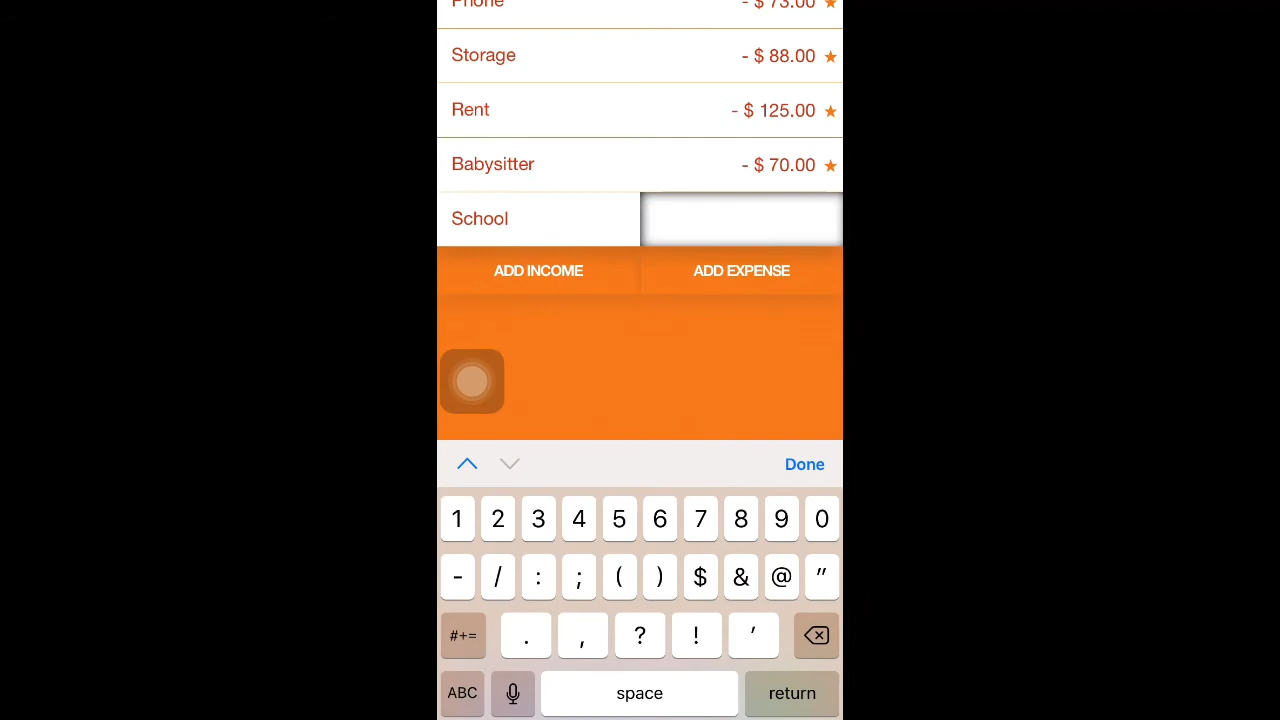 Phone - $ 73.00 ★
Storage - $ 88.00 ★
Rent - $ 125.00 ★
Babysitter - $ 70.00 ★
School
ADD INCOME ADD EXPENSE
Done
1 2 3 4 5 6 7 8 9 0
- / : ; ( ) $ & @ ”
#+= . , ? ! ’
ABC space return